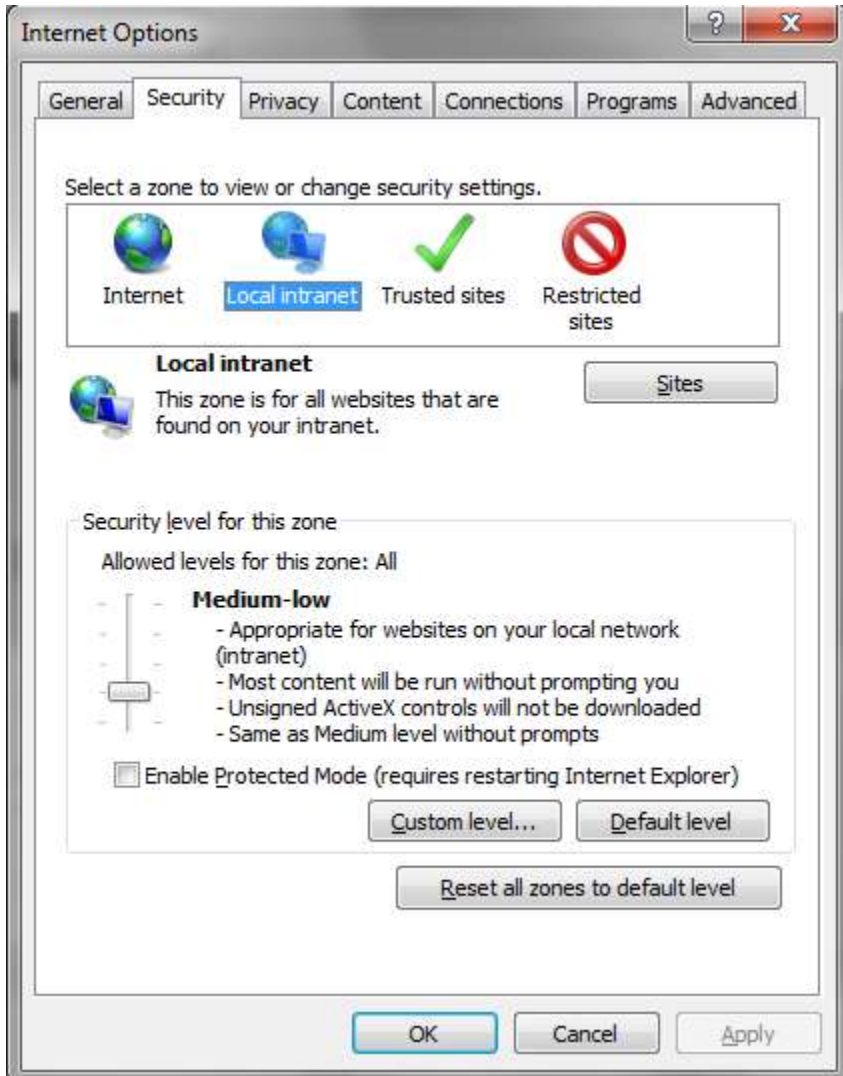 Internet Options
?
X
General Security Privacy Content Connections Programs Advanced
Select a zone to view or change security settings.
Internet Local intranet Trusted sites Restricted
sites
Local intranet
Sites
This zone is for all websites that are
found on your intranet.
Security level for this zone
Allowed levels for this zone: All
Medium-low
- Appropriate for websites on your local network
(intranet)
- Most content will be run without prompting you
- Unsigned ActiveX controls will not be downloaded
- Same as Medium level without prompts
Enable Protected Mode (requires restarting Internet Explorer)
Custom level... Default level
Reset all zones to default level
OK Cancel Apply